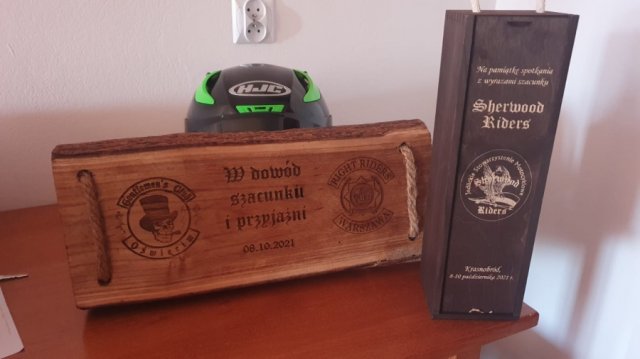 HJC
Gentlemen's Club
Oświęcim
W dowód
szacunku
i przyjaźni
08.10.2021
RIGHT RIDERS
WARSZAWA
Na pamiątkę spotkania
z wyrazami szacunku
Sherwood
Riders
Sherwood
Riders
Krasnobród,
8-10 października 2021 r.